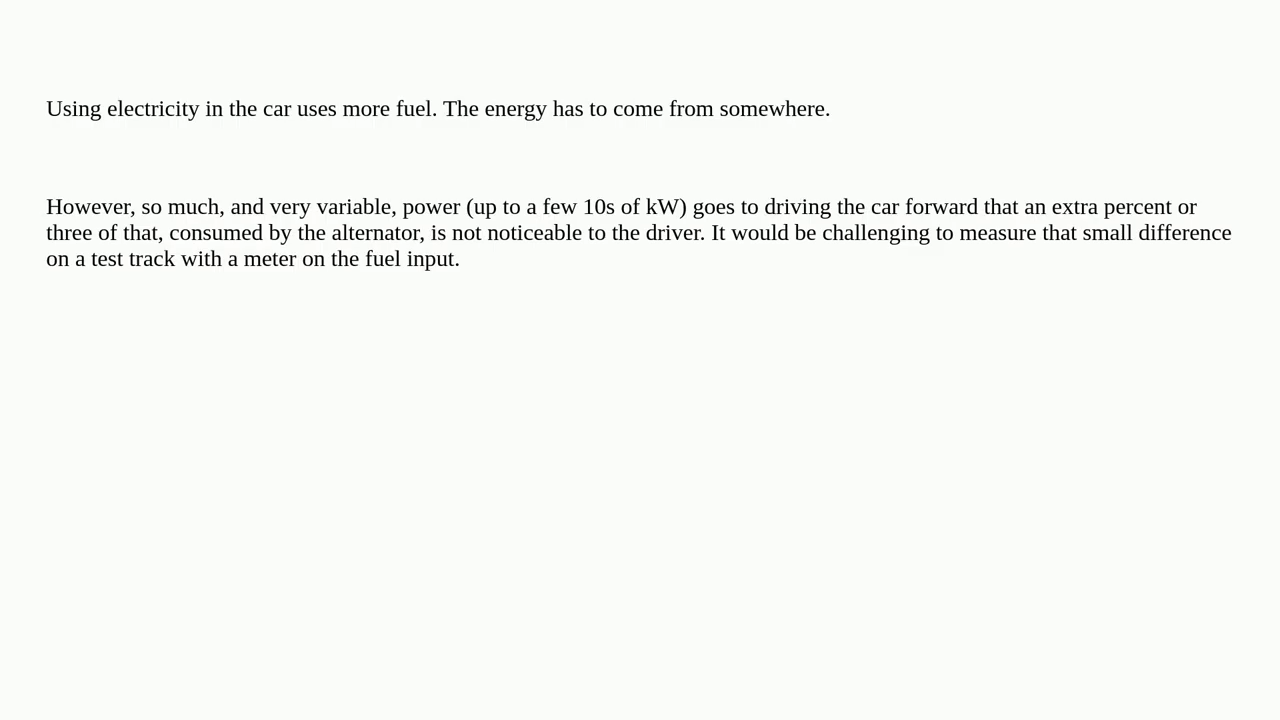 Using electricity in the car uses more fuel. The energy has to come from somewhere.
However, so much, and very variable, power (up to a few 10s of kW) goes to driving the car forward that an extra percent or
three of that, consumed by the alternator, is not noticeable to the driver. It would be challenging to measure that small difference
on a test track with a meter on the fuel input.